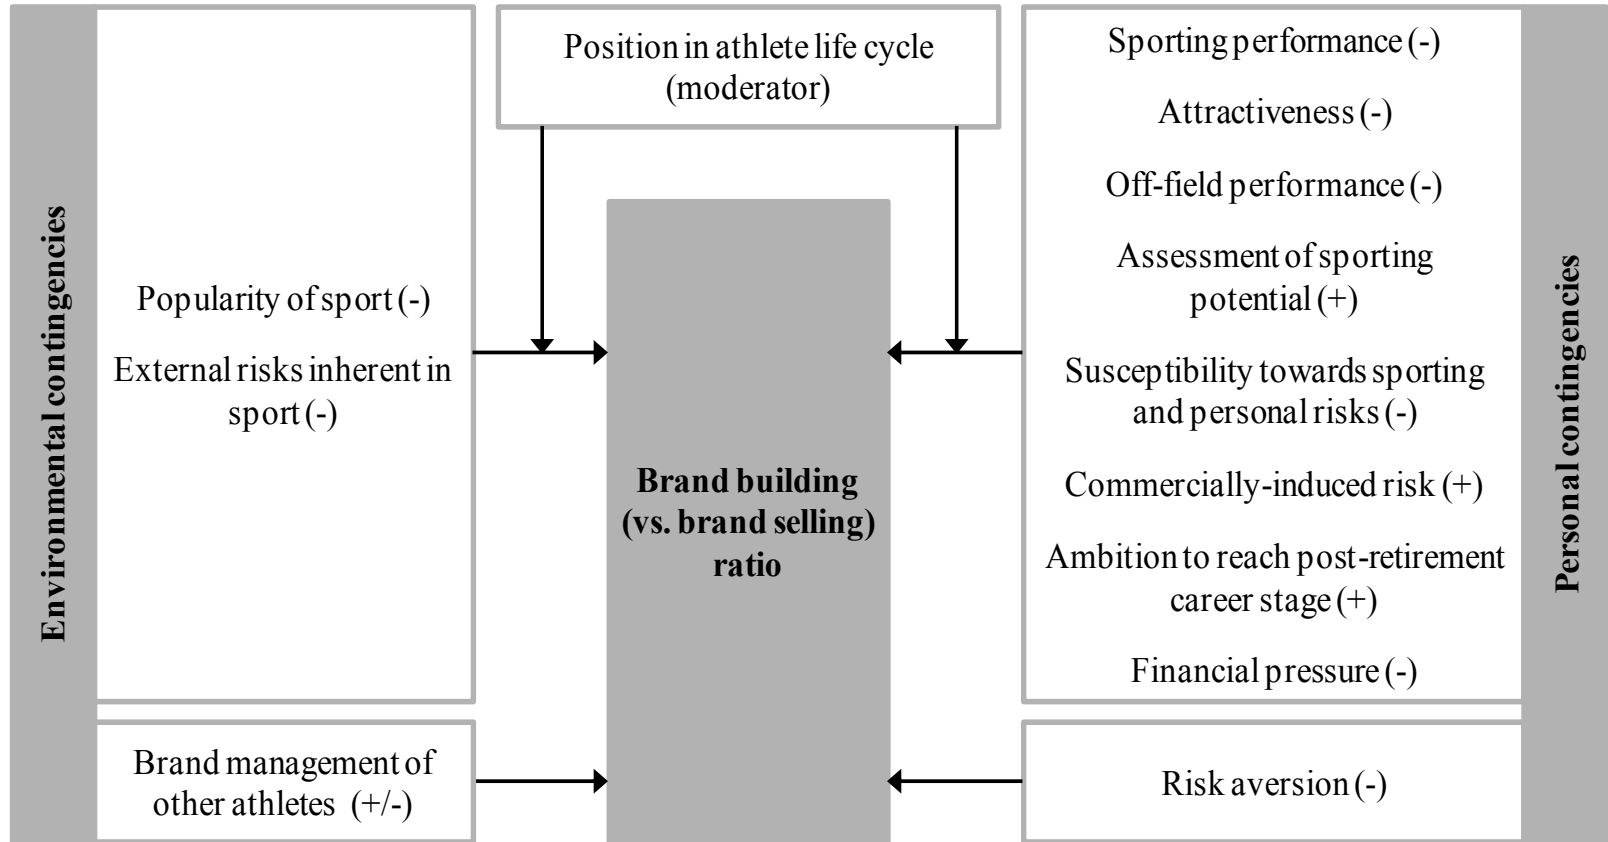 Environmental contingencies
Popularity of sport (-)
External risks inherent in
sport (-)
Brand management of
other athletes (+/-)
Position in athlete life cycle
(moderator)
Brand building
(vs. brand selling)
ratio
Sporting performance (-)
Attractiveness (-)
Off-field performance (-)
Assessment of sporting
potential (+)
Susceptibility towards sporting
and personal risks (-)
Commercially-induced risk (+)
Ambition to reach post-retirement
career stage (+)
Financial pressure (-)
Risk aversion (-)
Personal contingencies